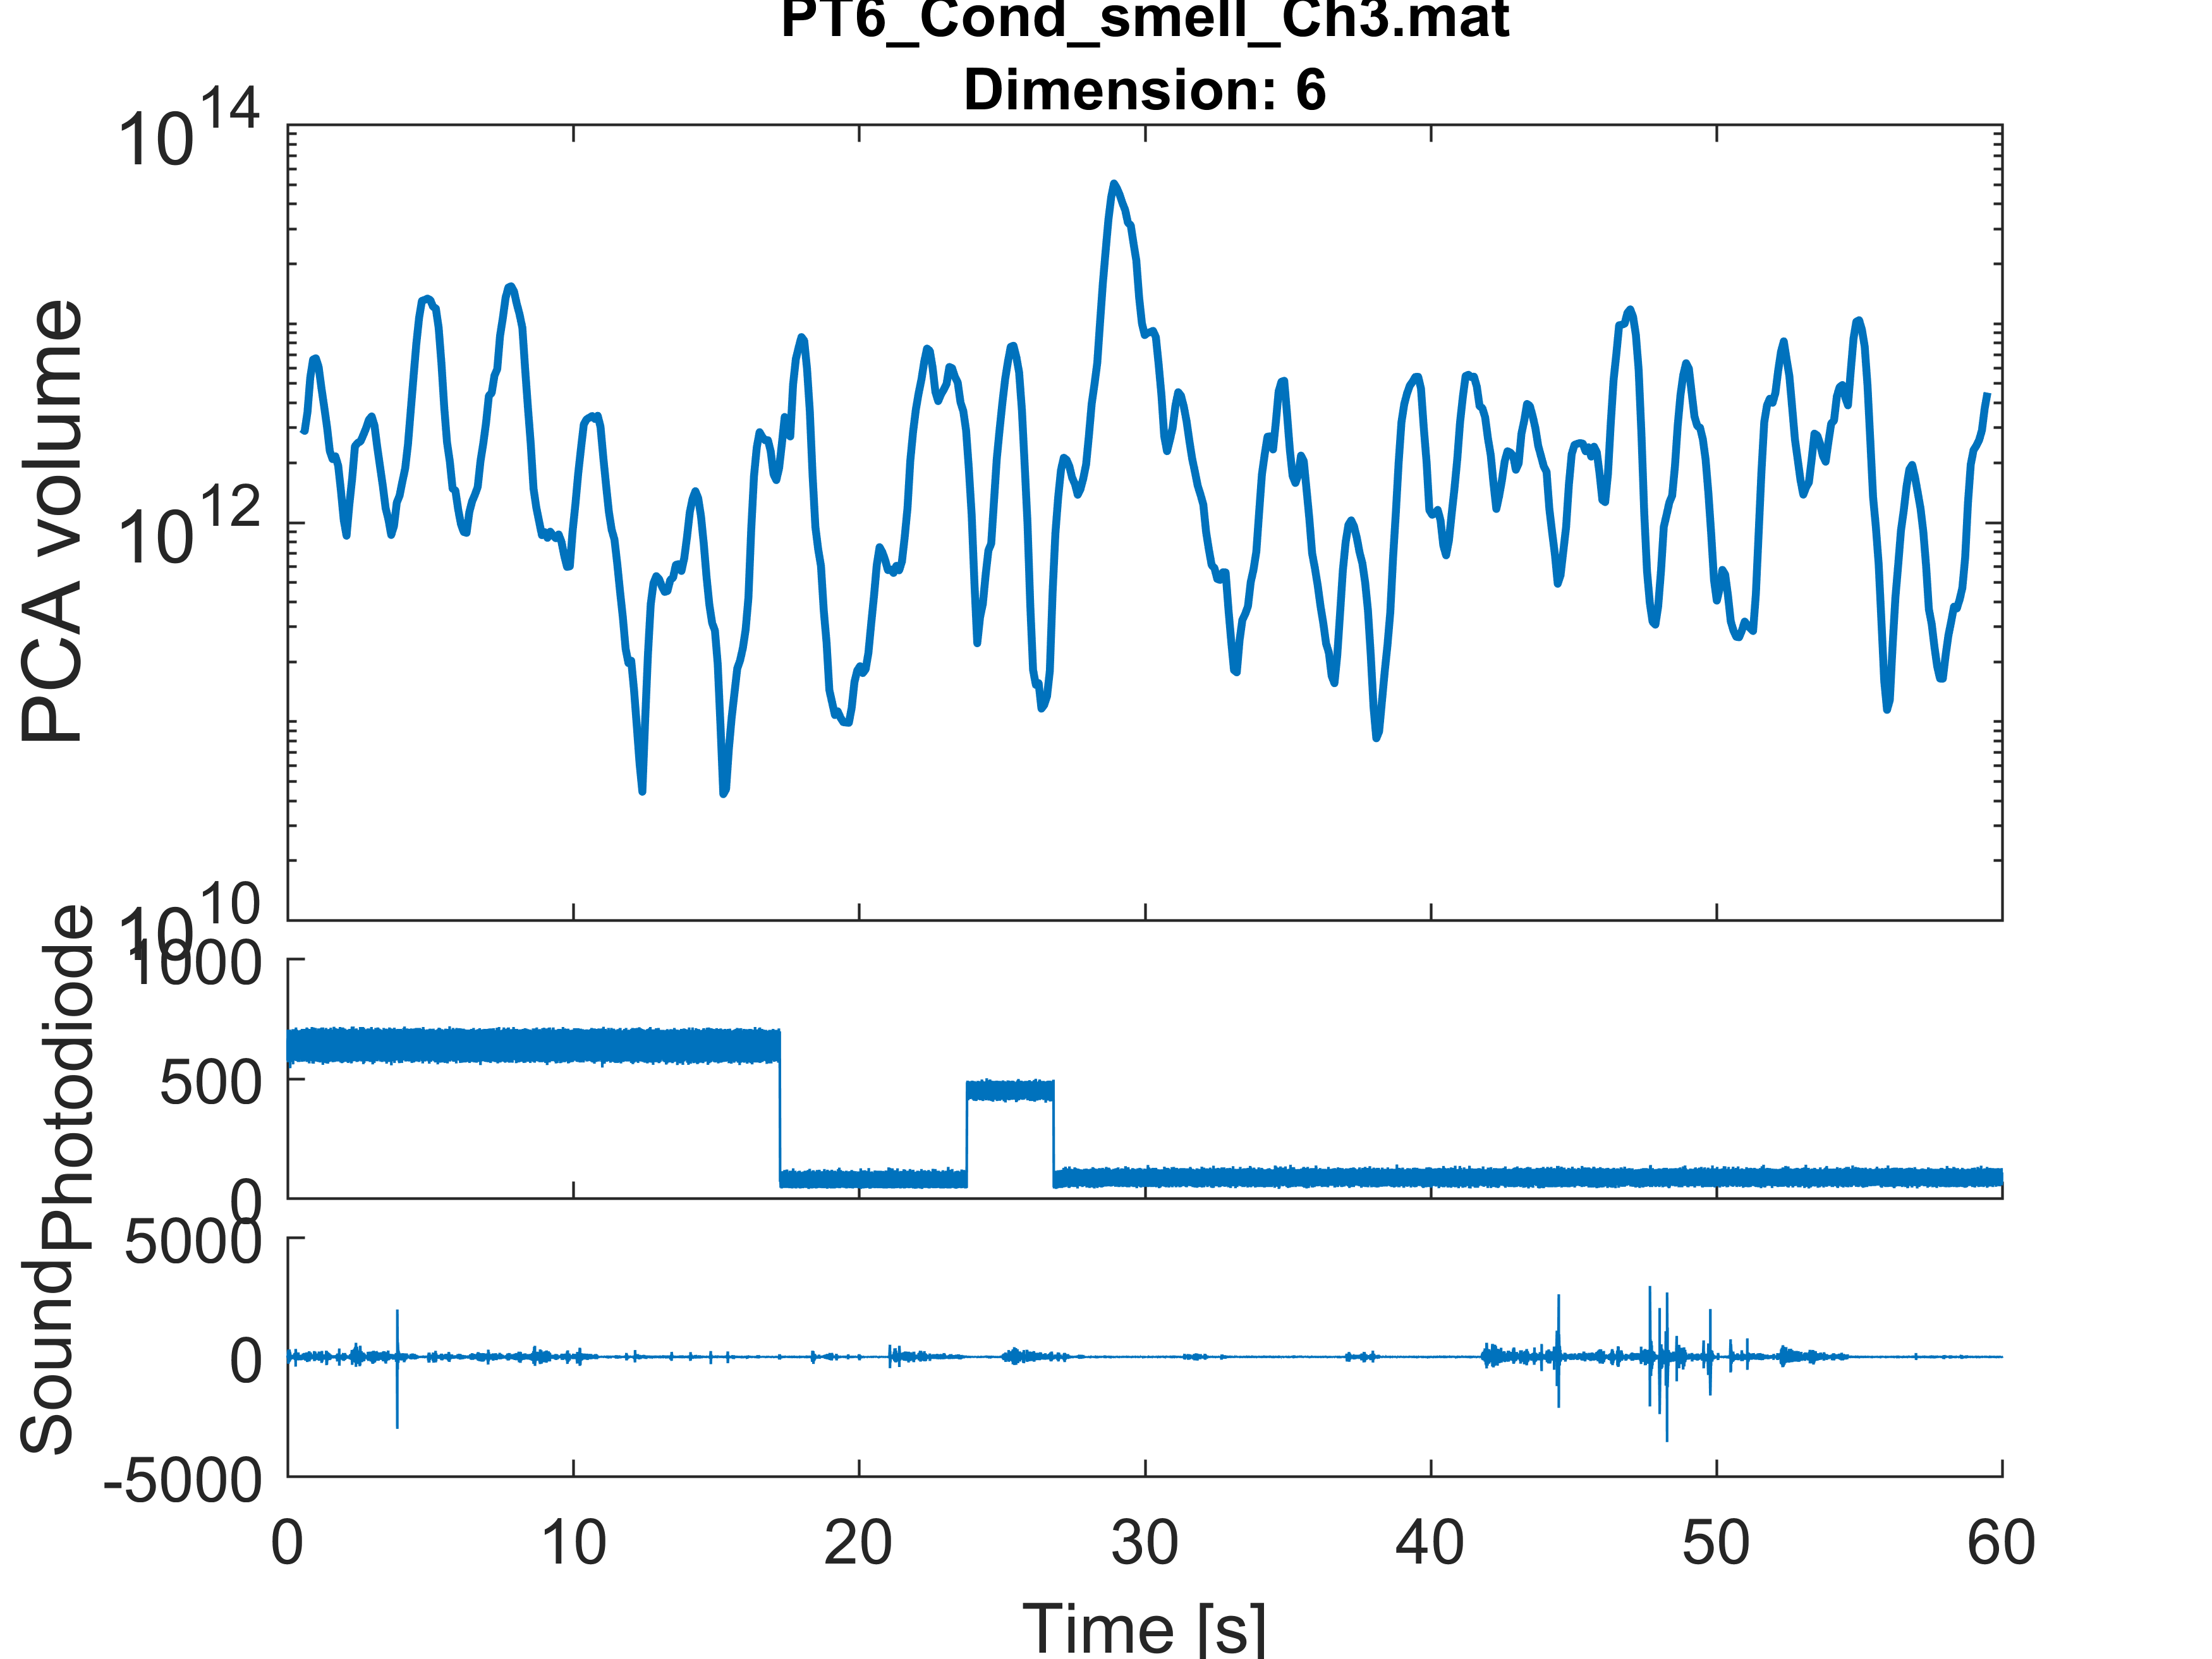 PT6_Cond_smell_Ch3.mat
Dimension: 6
10^14
10^12
10^10
PCA volume
1000
500
0
Photodiode
5000
0
-5000
Sound
0 10 20 30 40 50 60
Time [s]